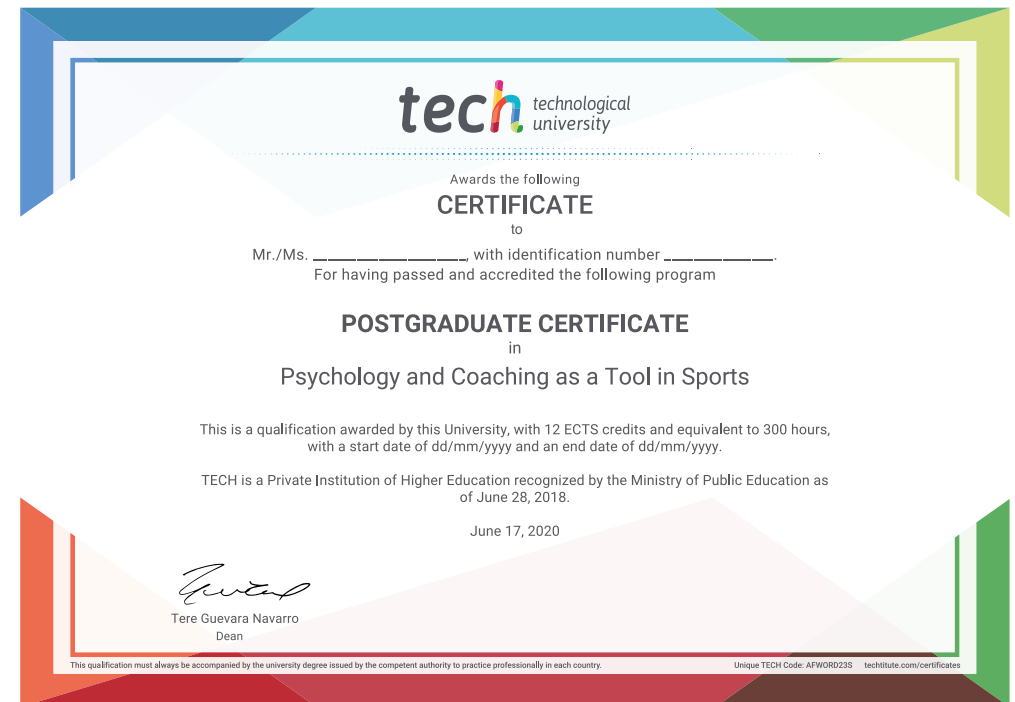 tech technological
university
Awards the following
CERTIFICATE
to
Mr./Ms. __________________, with identification number _____________.
For having passed and accredited the following program
POSTGRADUATE CERTIFICATE
in
Psychology and Coaching as a Tool in Sports
This is a qualification awarded by this University, with 12 ECTS credits and equivalent to 300 hours,
with a start date of dd/mm/yyyy and an end date of dd/mm/yyyy.
TECH is a Private Institution of Higher Education recognized by the Ministry of Public Education as
of June 28, 2018.
June 17, 2020
Tere Guevara Navarro
Dean
This qualification must always be accompanied by the university degree issued by the competent authority to practice professionally in each country. Unique TECH Code: AFWORD23S techtitute.com/certificates